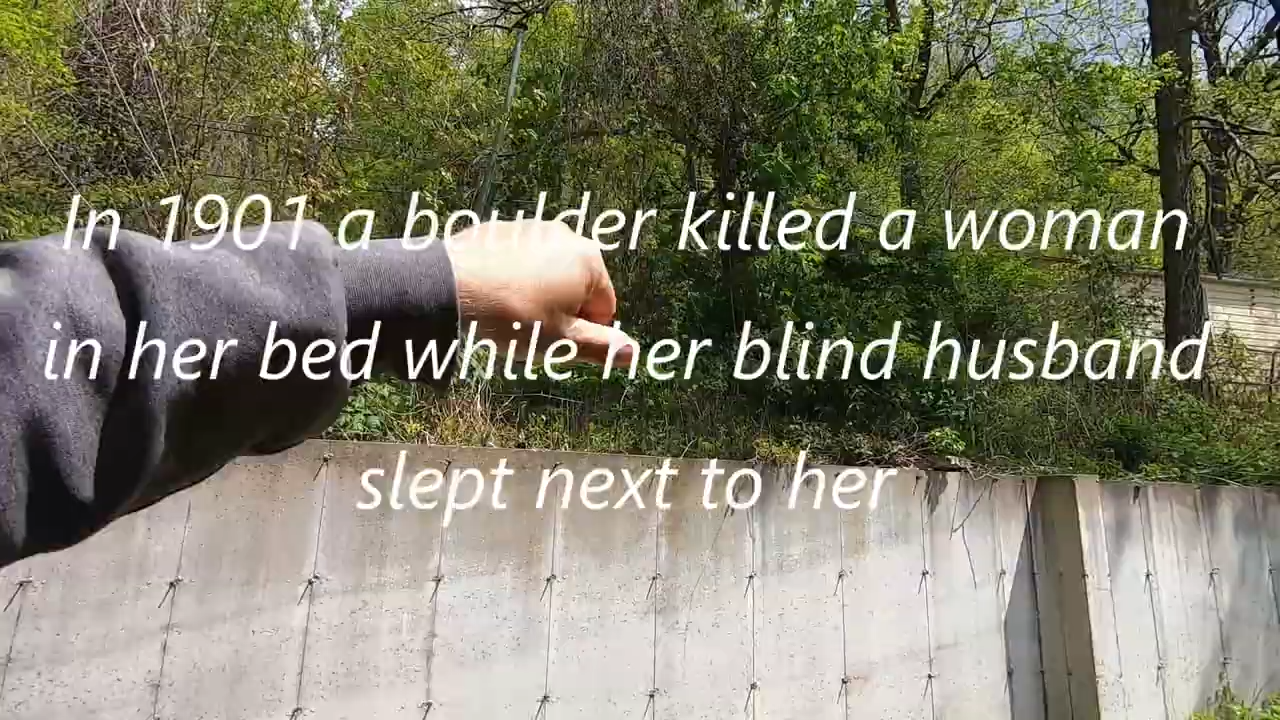 In 1901 a boulder killed a woman
in her bed while her blind husband
slept next to her